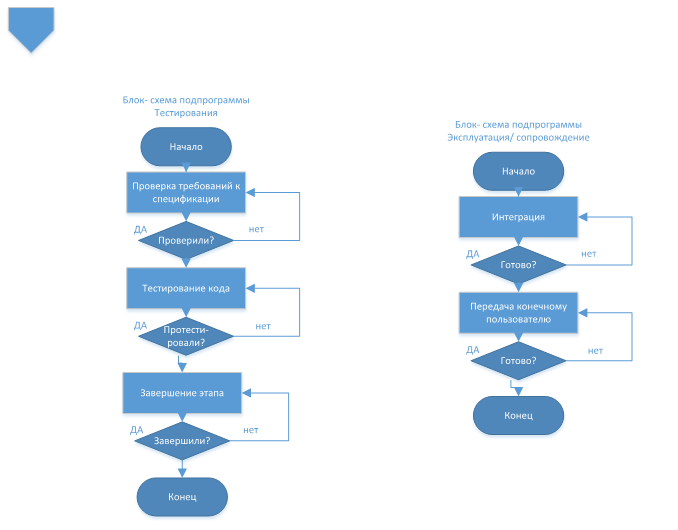 Блок- схема подпрограммы
Тестирования
Начало
Проверка требований к
спецификации
ДА
нет
Проверили?
Тестирование кода
ДА
нет
Протести-
ровали?
Завершение этапа
ДА
нет
Завершили?
Конец
Блок- схема подпрограммы
Эксплуатация/ сопровождение
Начало
Интеграция
ДА
нет
Готово?
Передача конечному
пользователю
ДА
нет
Готово?
Конец